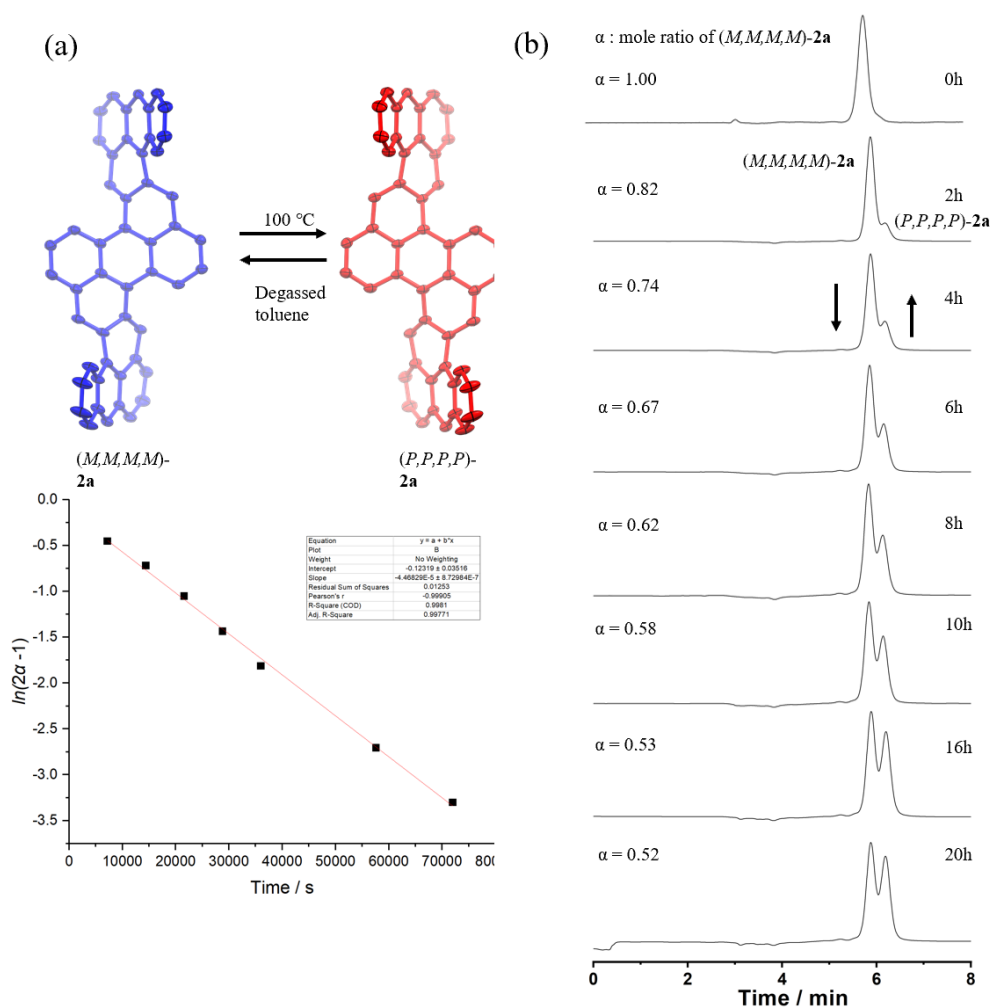 (a)
100 °C
Degassed
toluene
(M,M,M,M)-
2a
(P,P,P,P)-
2a
0.0
-0.5
-1.0
-1.5
-2.0
-2.5
-3.0
-3.5
ln(2α -1)
Equation y = a + b*x
Plot B
Weight No Weighting
Intercept -0.12319 ± 0.03516
Slope -4.46829E-5 ± 8.72984E-7
Residual Sum of Squares 0.01253
Pearson's r -0.99905
R-Square (COD) 0.9981
Adj. R-Square 0.99771
0 10000 20000 30000 40000 50000 60000 70000 800
Time / s
(b)
α : mole ratio of (M,M,M,M)-2a
α = 1.00 0h
(M,M,M,M)-2a
α = 0.82 2h
(P,P,P,P)-2a
α = 0.74 4h
α = 0.67 6h
α = 0.62 8h
α = 0.58 10h
α = 0.53 16h
α = 0.52 20h
0 2 4 6 8
Time / min